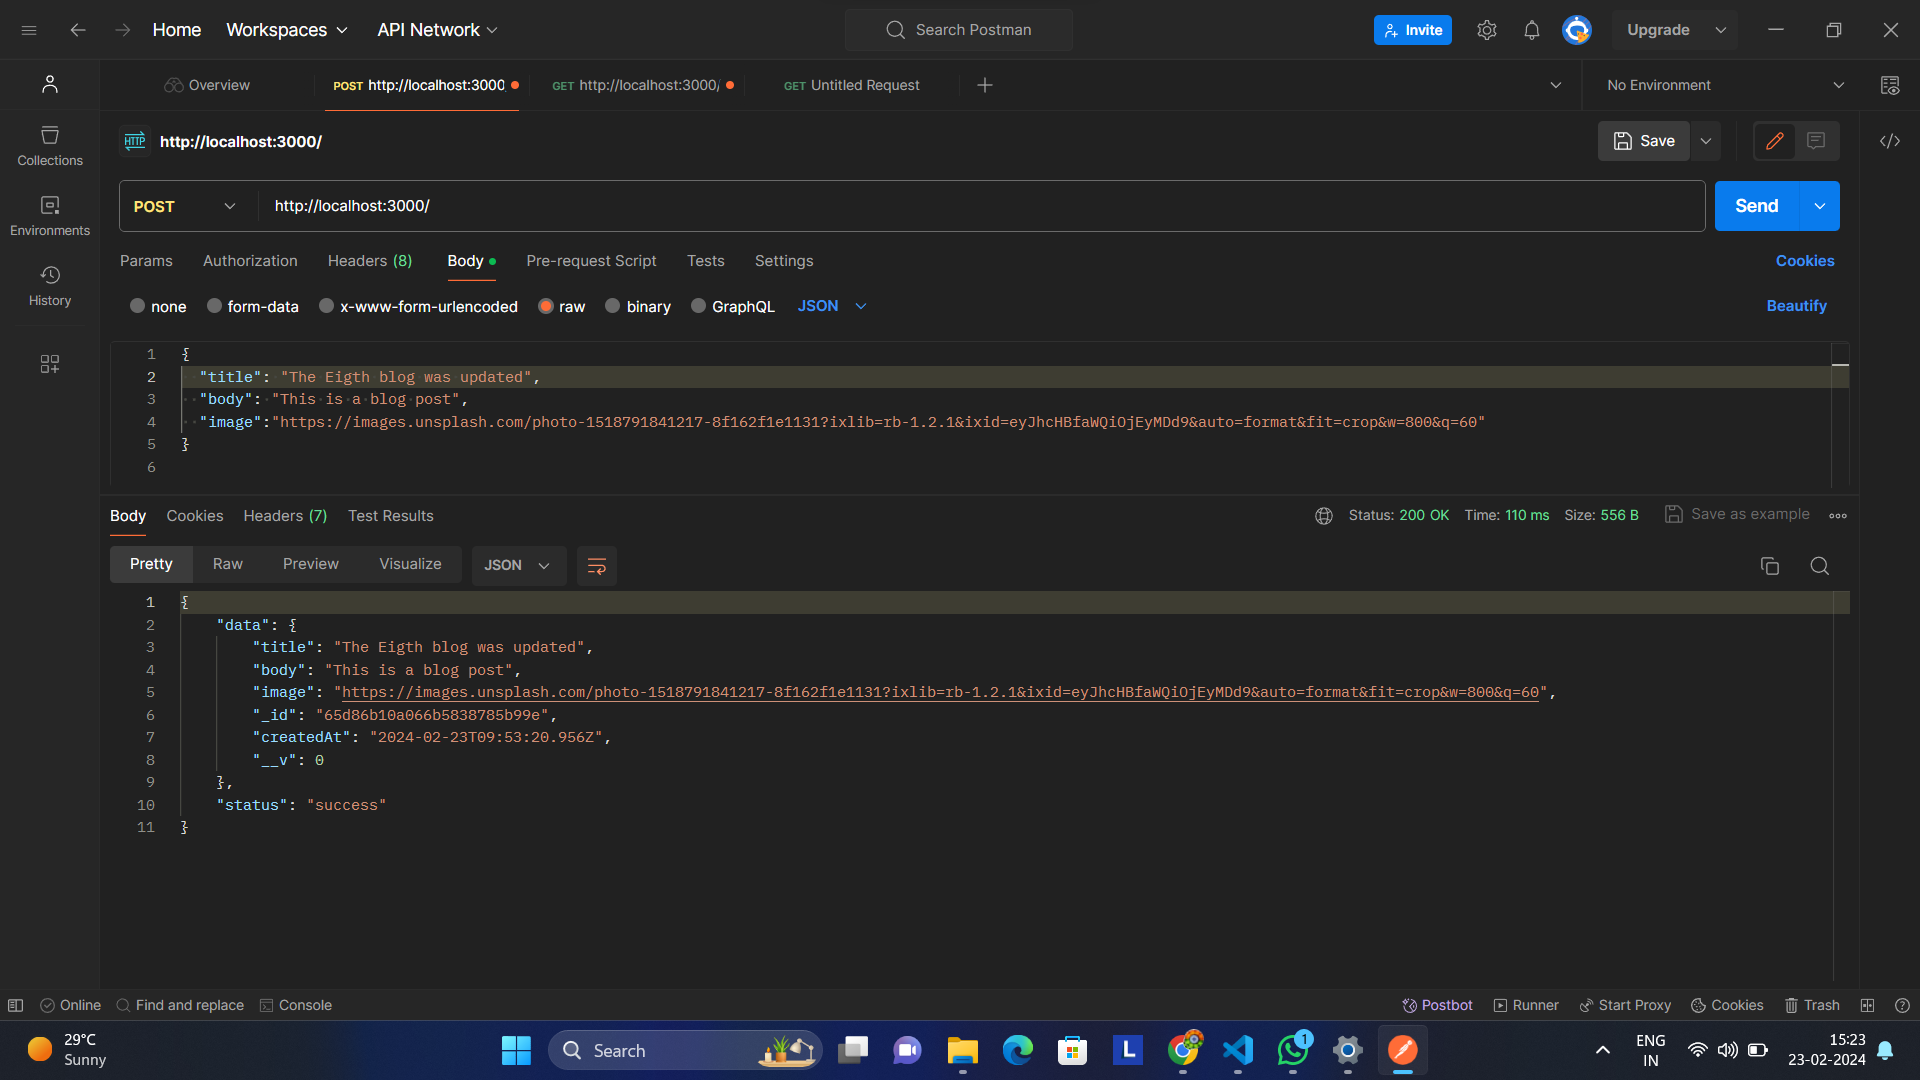 Home Workspaces API Network Search Postman Invite Upgrade
Overview POST http://localhost:3000 GET http://localhost:3000/ GET Untitled Request No Environment
HTTP http://localhost:3000/ Save
Collections
Environments
History
POST http://localhost:3000/ Send
Params Authorization Headers (8) Body Pre-request Script Tests Settings Cookies
none form-data x-www-form-urlencoded raw binary GraphQL JSON Beautify
1 {
2 "title": "The Eigth blog was updated",
3 "body": "This is a blog post",
4 "image":"https://images.unsplash.com/photo-1518791841217-8f162f1e1131?ixlib=rb-1.2.1&ixid=eyJhcHBfaWQiOjEyMDd9&auto=format&fit=crop&w=800&q=60"
5 }
6
Body Cookies Headers (7) Test Results Status: 200 OK Time: 110 ms Size: 556 B Save as example
Pretty Raw Preview Visualize JSON
1 {
2 "data": {
3 "title": "The Eigth blog was updated",
4 "body": "This is a blog post",
5 "image": "https://images.unsplash.com/photo-1518791841217-8f162f1e1131?ixlib=rb-1.2.1&ixid=eyJhcHBfaWQiOjEyMDd9&auto=format&fit=crop&w=800&q=60",
6 "_id": "65d86b10a066b5838785b99e",
7 "createdAt": "2024-02-23T09:53:20.956Z",
8 "__v": 0
9 },
10 "status": "success"
11 }
Online Find and replace Console Postbot Runner Start Proxy Cookies Trash
29°C
Sunny
Search
L
1
ENG
IN
15:23
23-02-2024